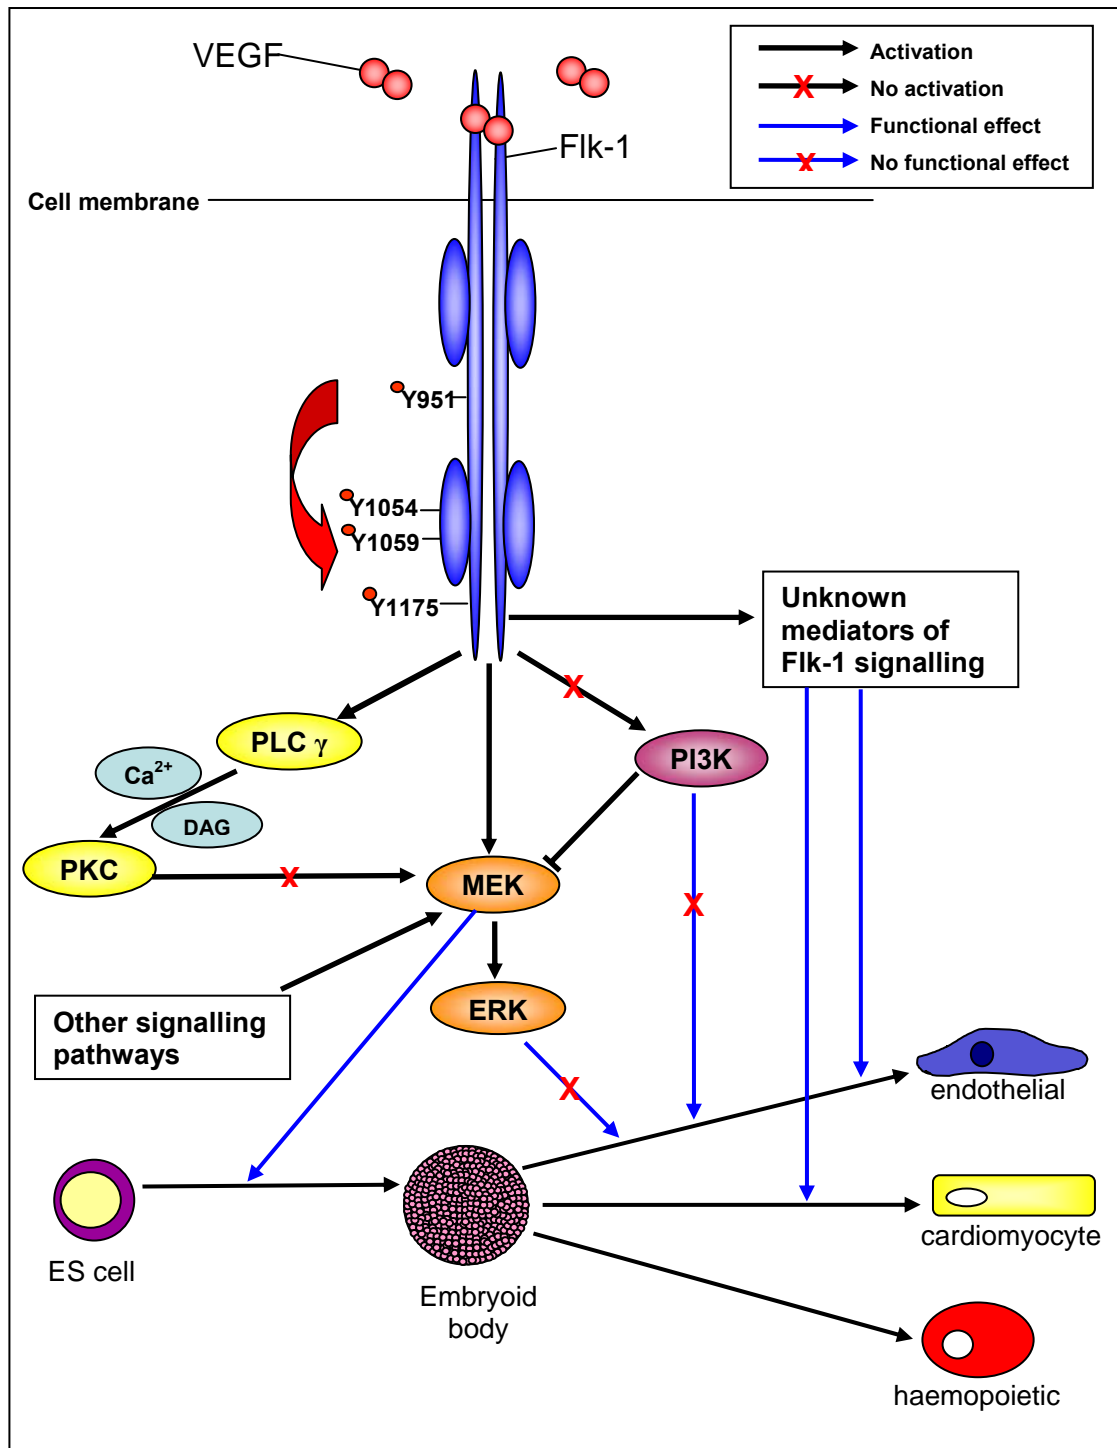 VEGF
Activation
No activation
Functional effect
No functional effect
X
X
Flk-1
Cell membrane
Y951
Y1054
Y1059
Y1175
Unknown
mediators of
Flk-1 signalling
X
PLC γ
PI3K
Ca²⁺
DAG
PKC
X
MEK
X
Other signalling
pathways
ERK
X
endothelial
cardiomyocyte
ES cell
Embryoid
body
haemopoietic